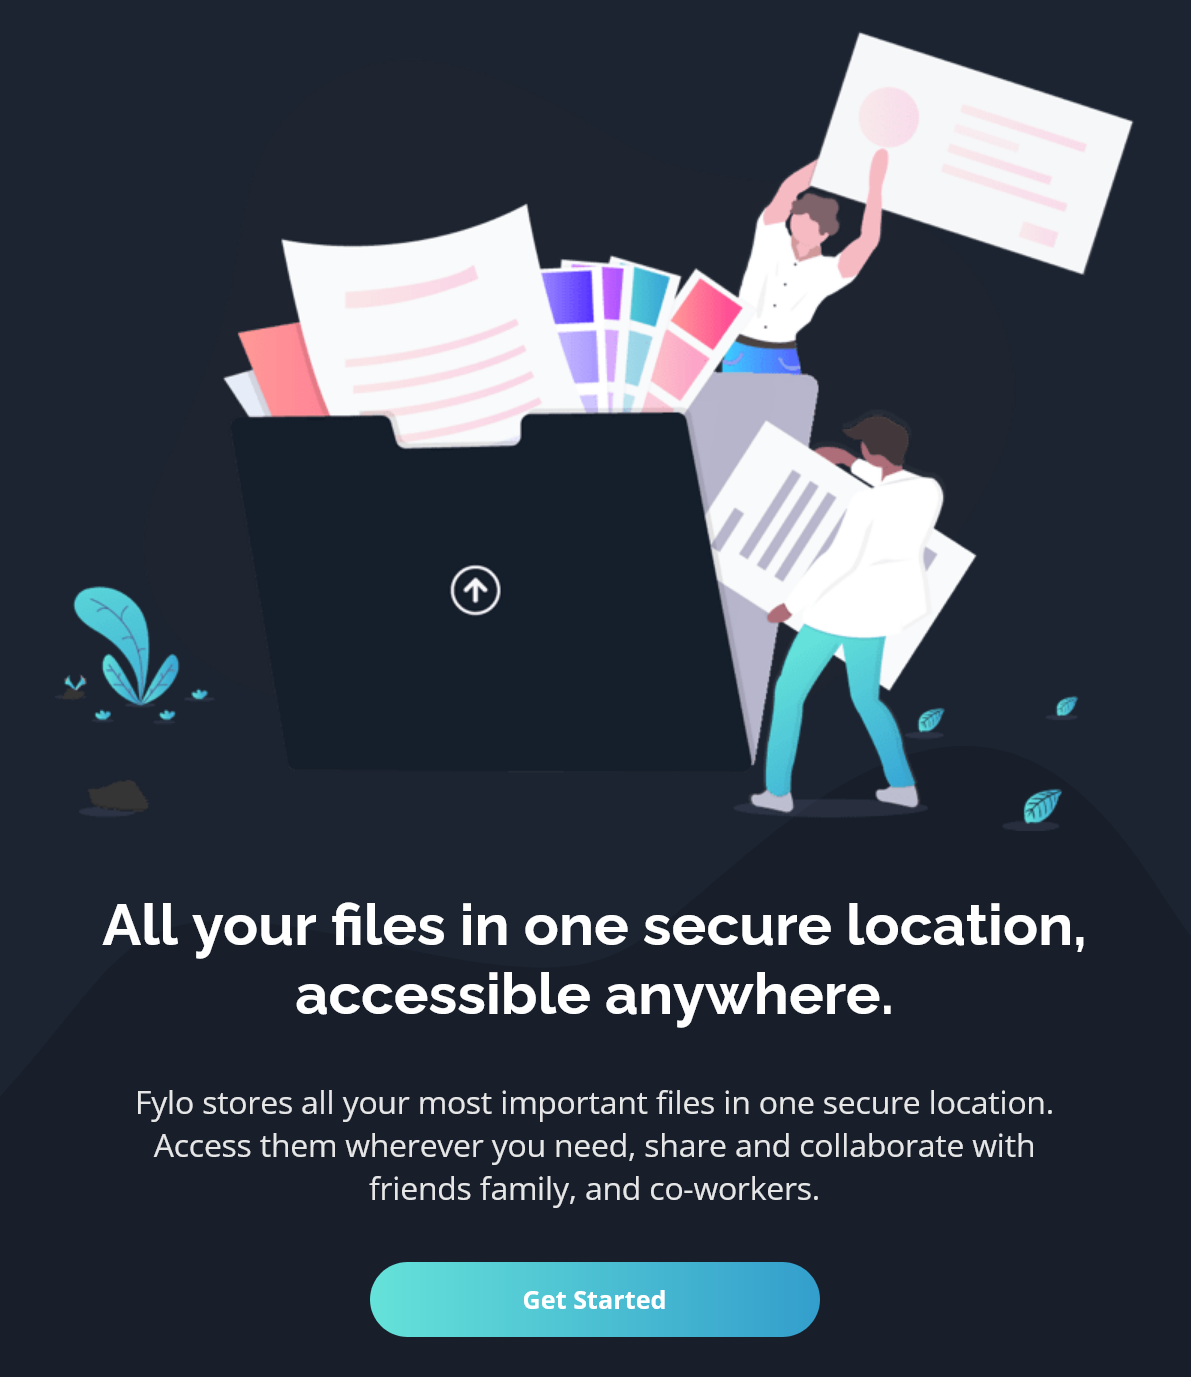 All your files in one secure location,
accessible anywhere.
Fylo stores all your most important files in one secure location.
Access them wherever you need, share and collaborate with
friends family, and co-workers.
Get Started